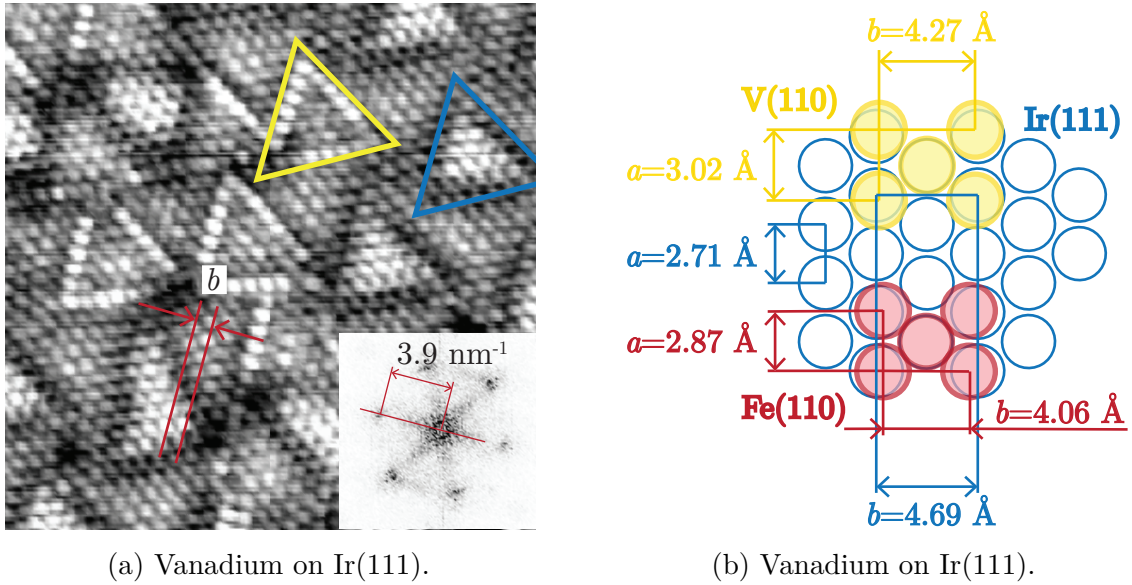 b
3.9 nm-1
b=4.27 Å
V(110)
Ir(111)
a=3.02 Å
a=2.71 Å
a=2.87 Å
Fe(110)
b=4.06 Å
b=4.69 Å
(a) Vanadium on Ir(111).
(b) Vanadium on Ir(111).